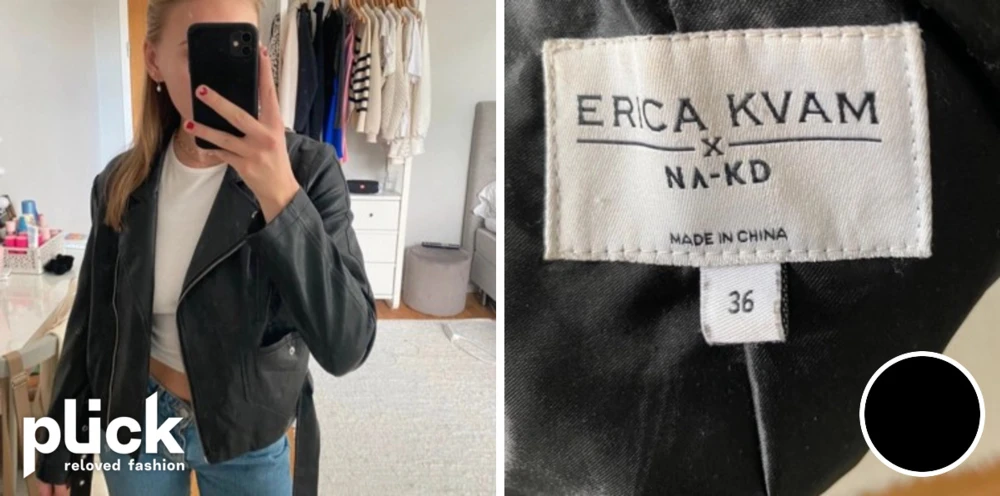 plick
reloved fashion
ERICA KVAM
X
NA-KD
MADE IN CHINA
36